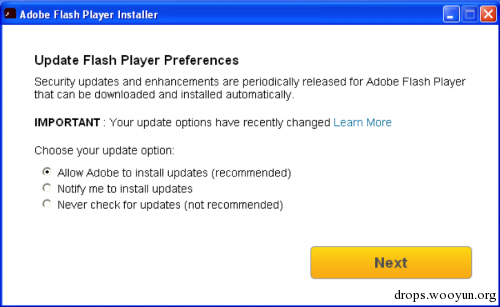 Adobe Flash Player Installer
Update Flash Player Preferences
Security updates and enhancements are periodically released for Adobe Flash Player
that can be downloaded and installed automatically.
IMPORTANT : Your update options have recently changed Learn More
Choose your update option:
Allow Adobe to install updates (recommended)
Notify me to install updates
Never check for updates (not recommended)
Next
drops.wooyun.org